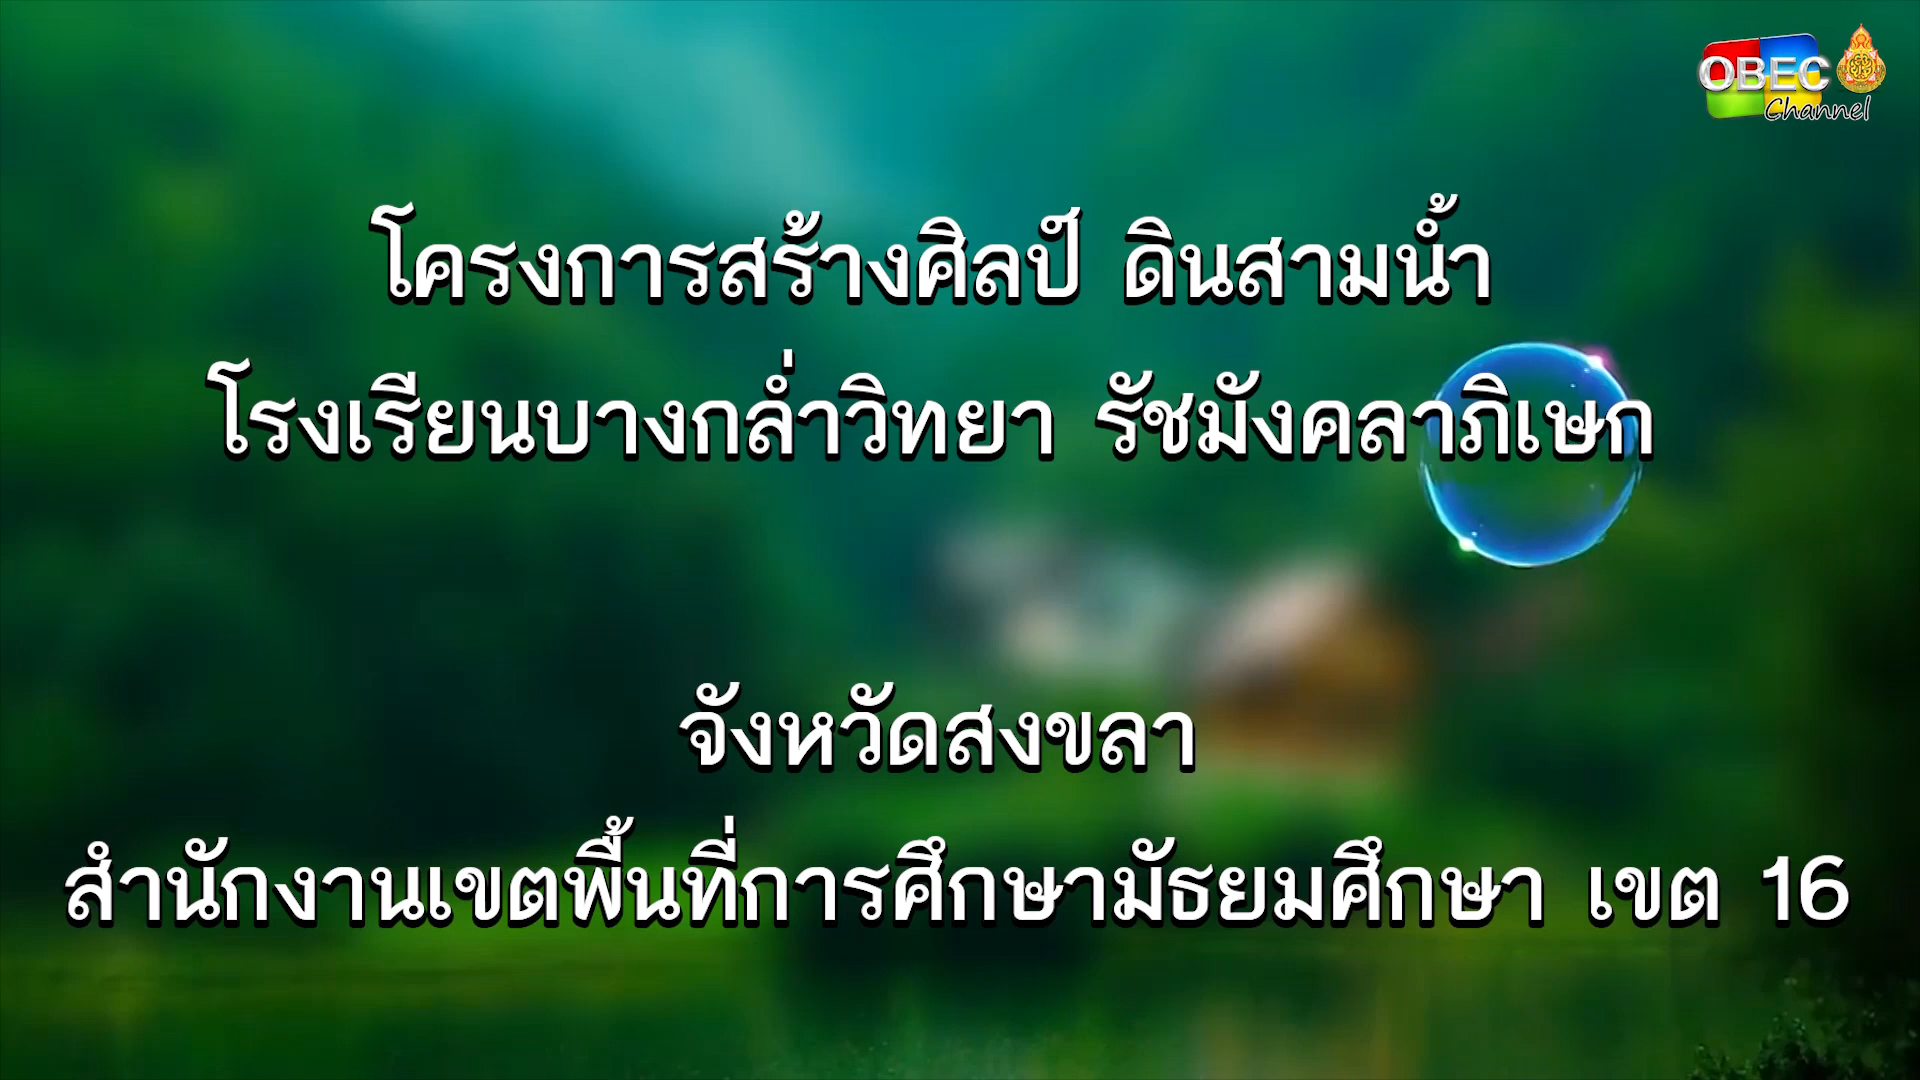 OBEC
Channel
โครงการสร้างศิลป์ ดินสามน้ำ
โรงเรียนบางกล่ำวิทยา รัชมังคลาภิเษก
จังหวัดสงขลา
สำนักงานเขตพื้นที่การศึกษามัธยมศึกษา เขต 16